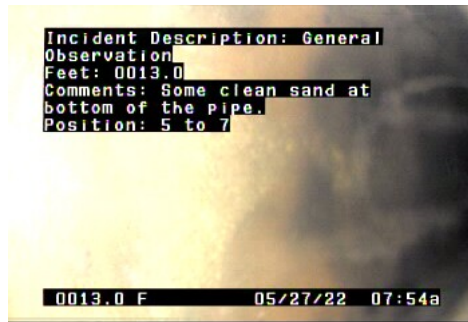 Incident Description: General
Observation
Feet: 0013.0
Comments: Some clean sand at
bottom of the pipe.
Position: 5 to 7
0013.0 F 05/27/22 07:54a